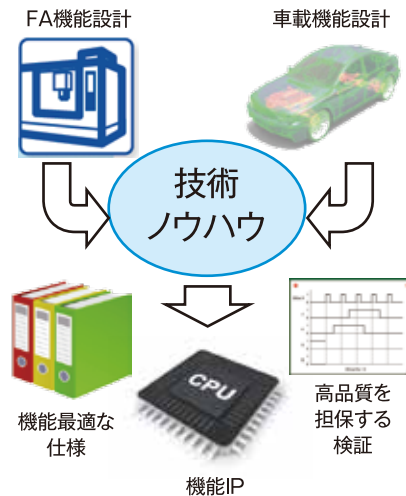 FA機能設計
車載機能設計
技術
ノウハウ
CPU
機能最適な
仕様
高品質を
担保する
検証
機能IP